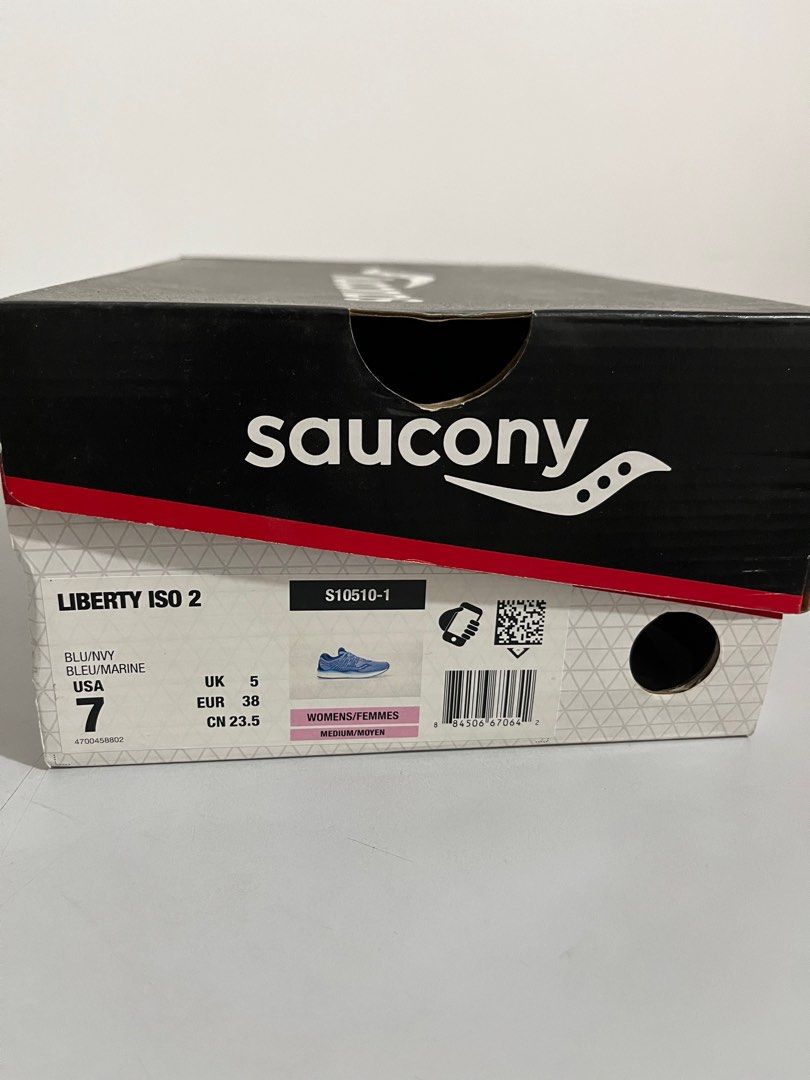 saucony
LIBERTY ISO 2
BLU/NVY
BLEU/MARINE
USA
7
4700458802
UK 5
EUR 38
CN 23.5
S10510-1
WOMENS/FEMMES
MEDIUM/MOYEN
8 84506 67064 2